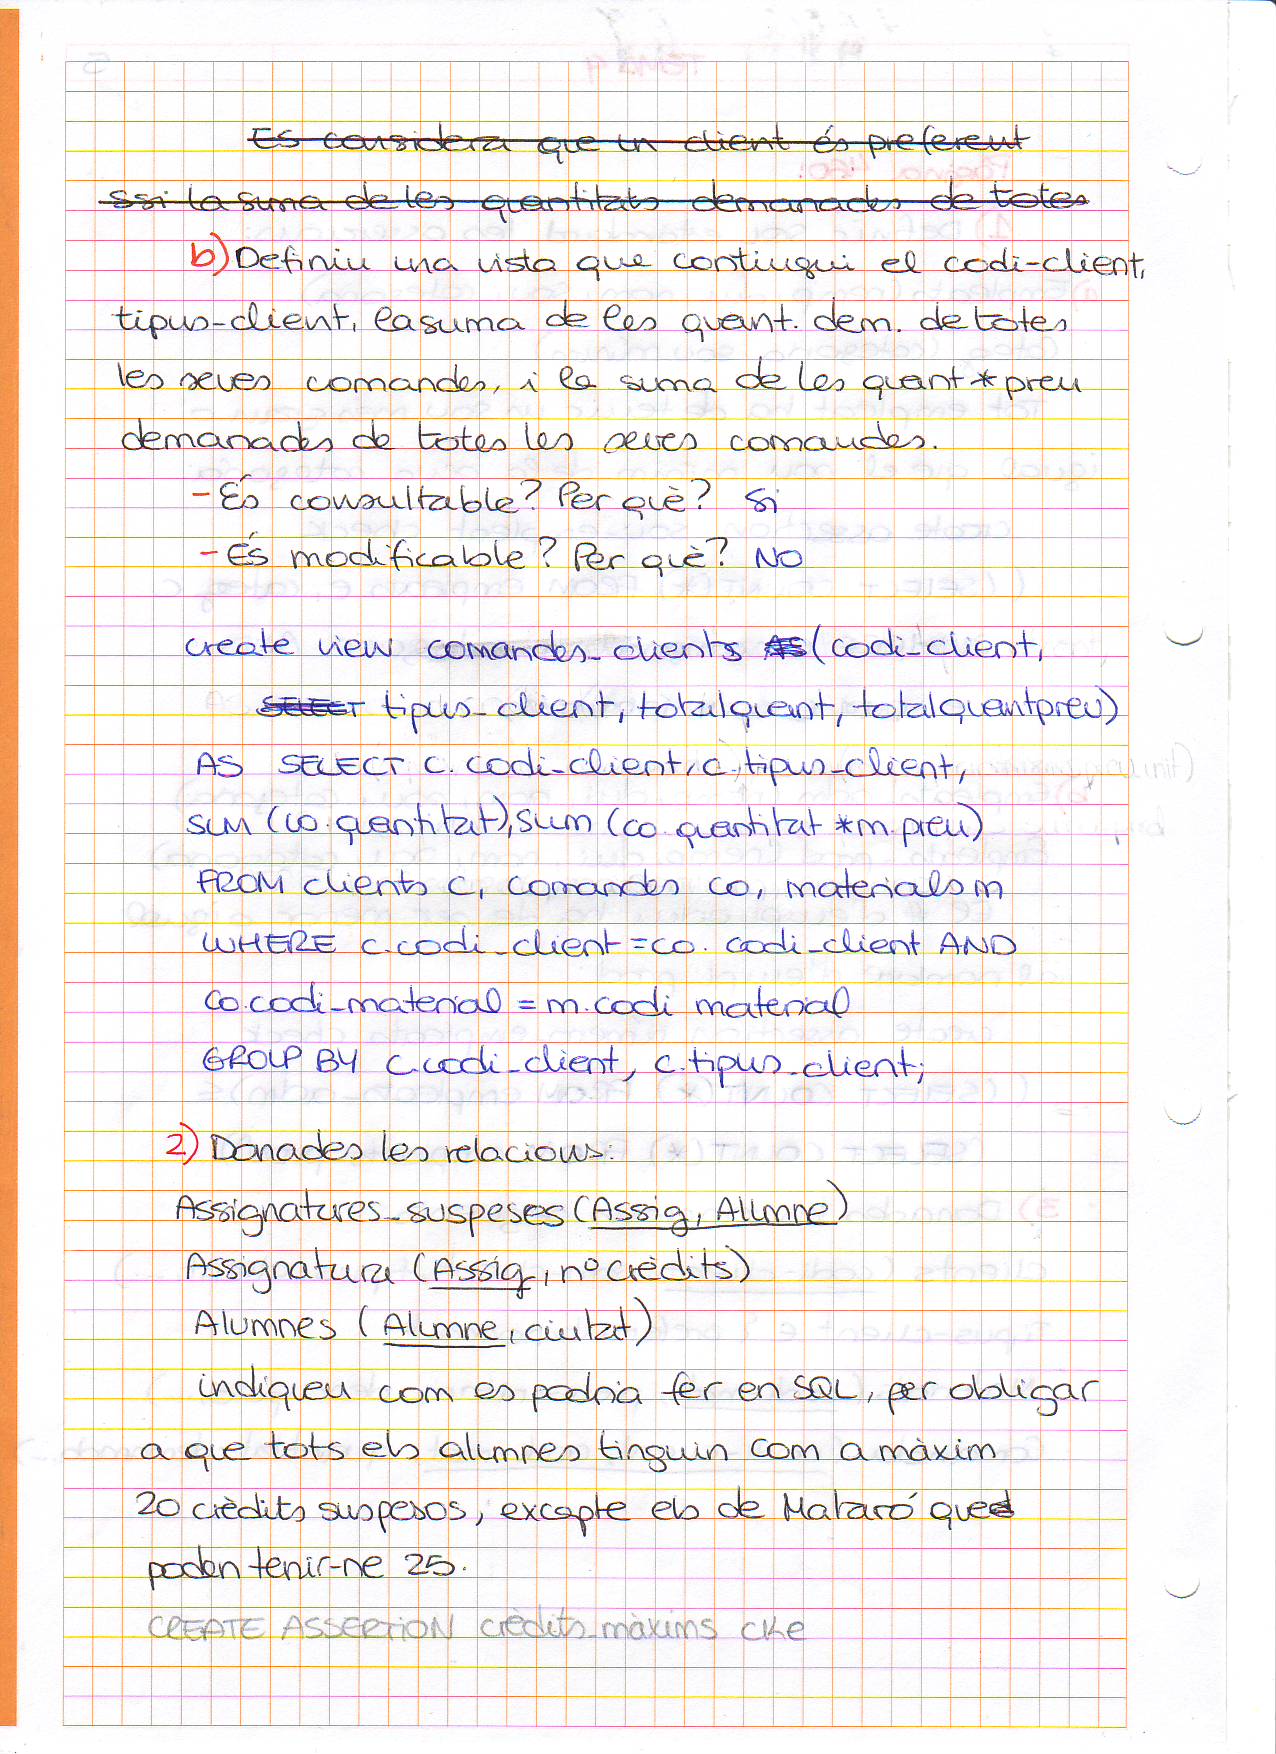 Es considera que un client és preferent
ssi la suma de les quantitats demanades de totes
b) Definiu una vista que contingui el codi-client,
tipus-client, la suma de les quant. dem. de totes
les seves comandes, i la suma de les quant * preu
demanades de totes les seves comandes.
- És consultable? Per què? Si
- És modificable? Per què? NO
create view comandes_clients AS (codi_client,
SELECT tipus_client, totalquant, totalquantpreu)
AS SELECT c.codi_client, c.tipus_client,
SUM (co.quantitat), sum (co.quantitat * m.preu)
FROM clients c, comandes co, materials m
WHERE c.codi_client = co.codi_client AND
co.codi_material = m.codi material
GROUP BY c.codi_client, c.tipus_client;
2) Donades les relacions:
Assignatures_suspeses (Assig, Alumne)
Assignatura (Assig, nº crèdits)
Alumnes (Alumne, ciutat)
indiqueu com es podria fer en SQL, per obligar
a que tots els alumnes tinguin com a màxim
20 crèdits suspesos, excepte els de Mataró que
poden tenir-ne 25.
CREATE ASSERTION crèdits_màxims che